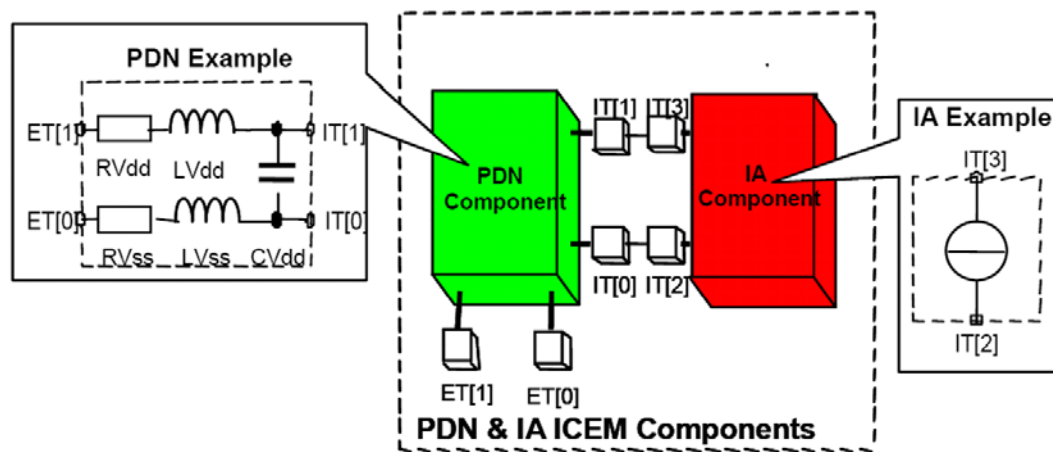 PDN Example
ET[1]
IT[1]
RVdd
LVdd
ET[0]
IT[0]
RVss
LVss
CVdd
PDN
Component
IT[1]
IT[3]
IA
Component
IT[0]
IT[2]
ET[1]
ET[0]
PDN & IA ICEM Components
IA Example
IT[3]
IT[2]